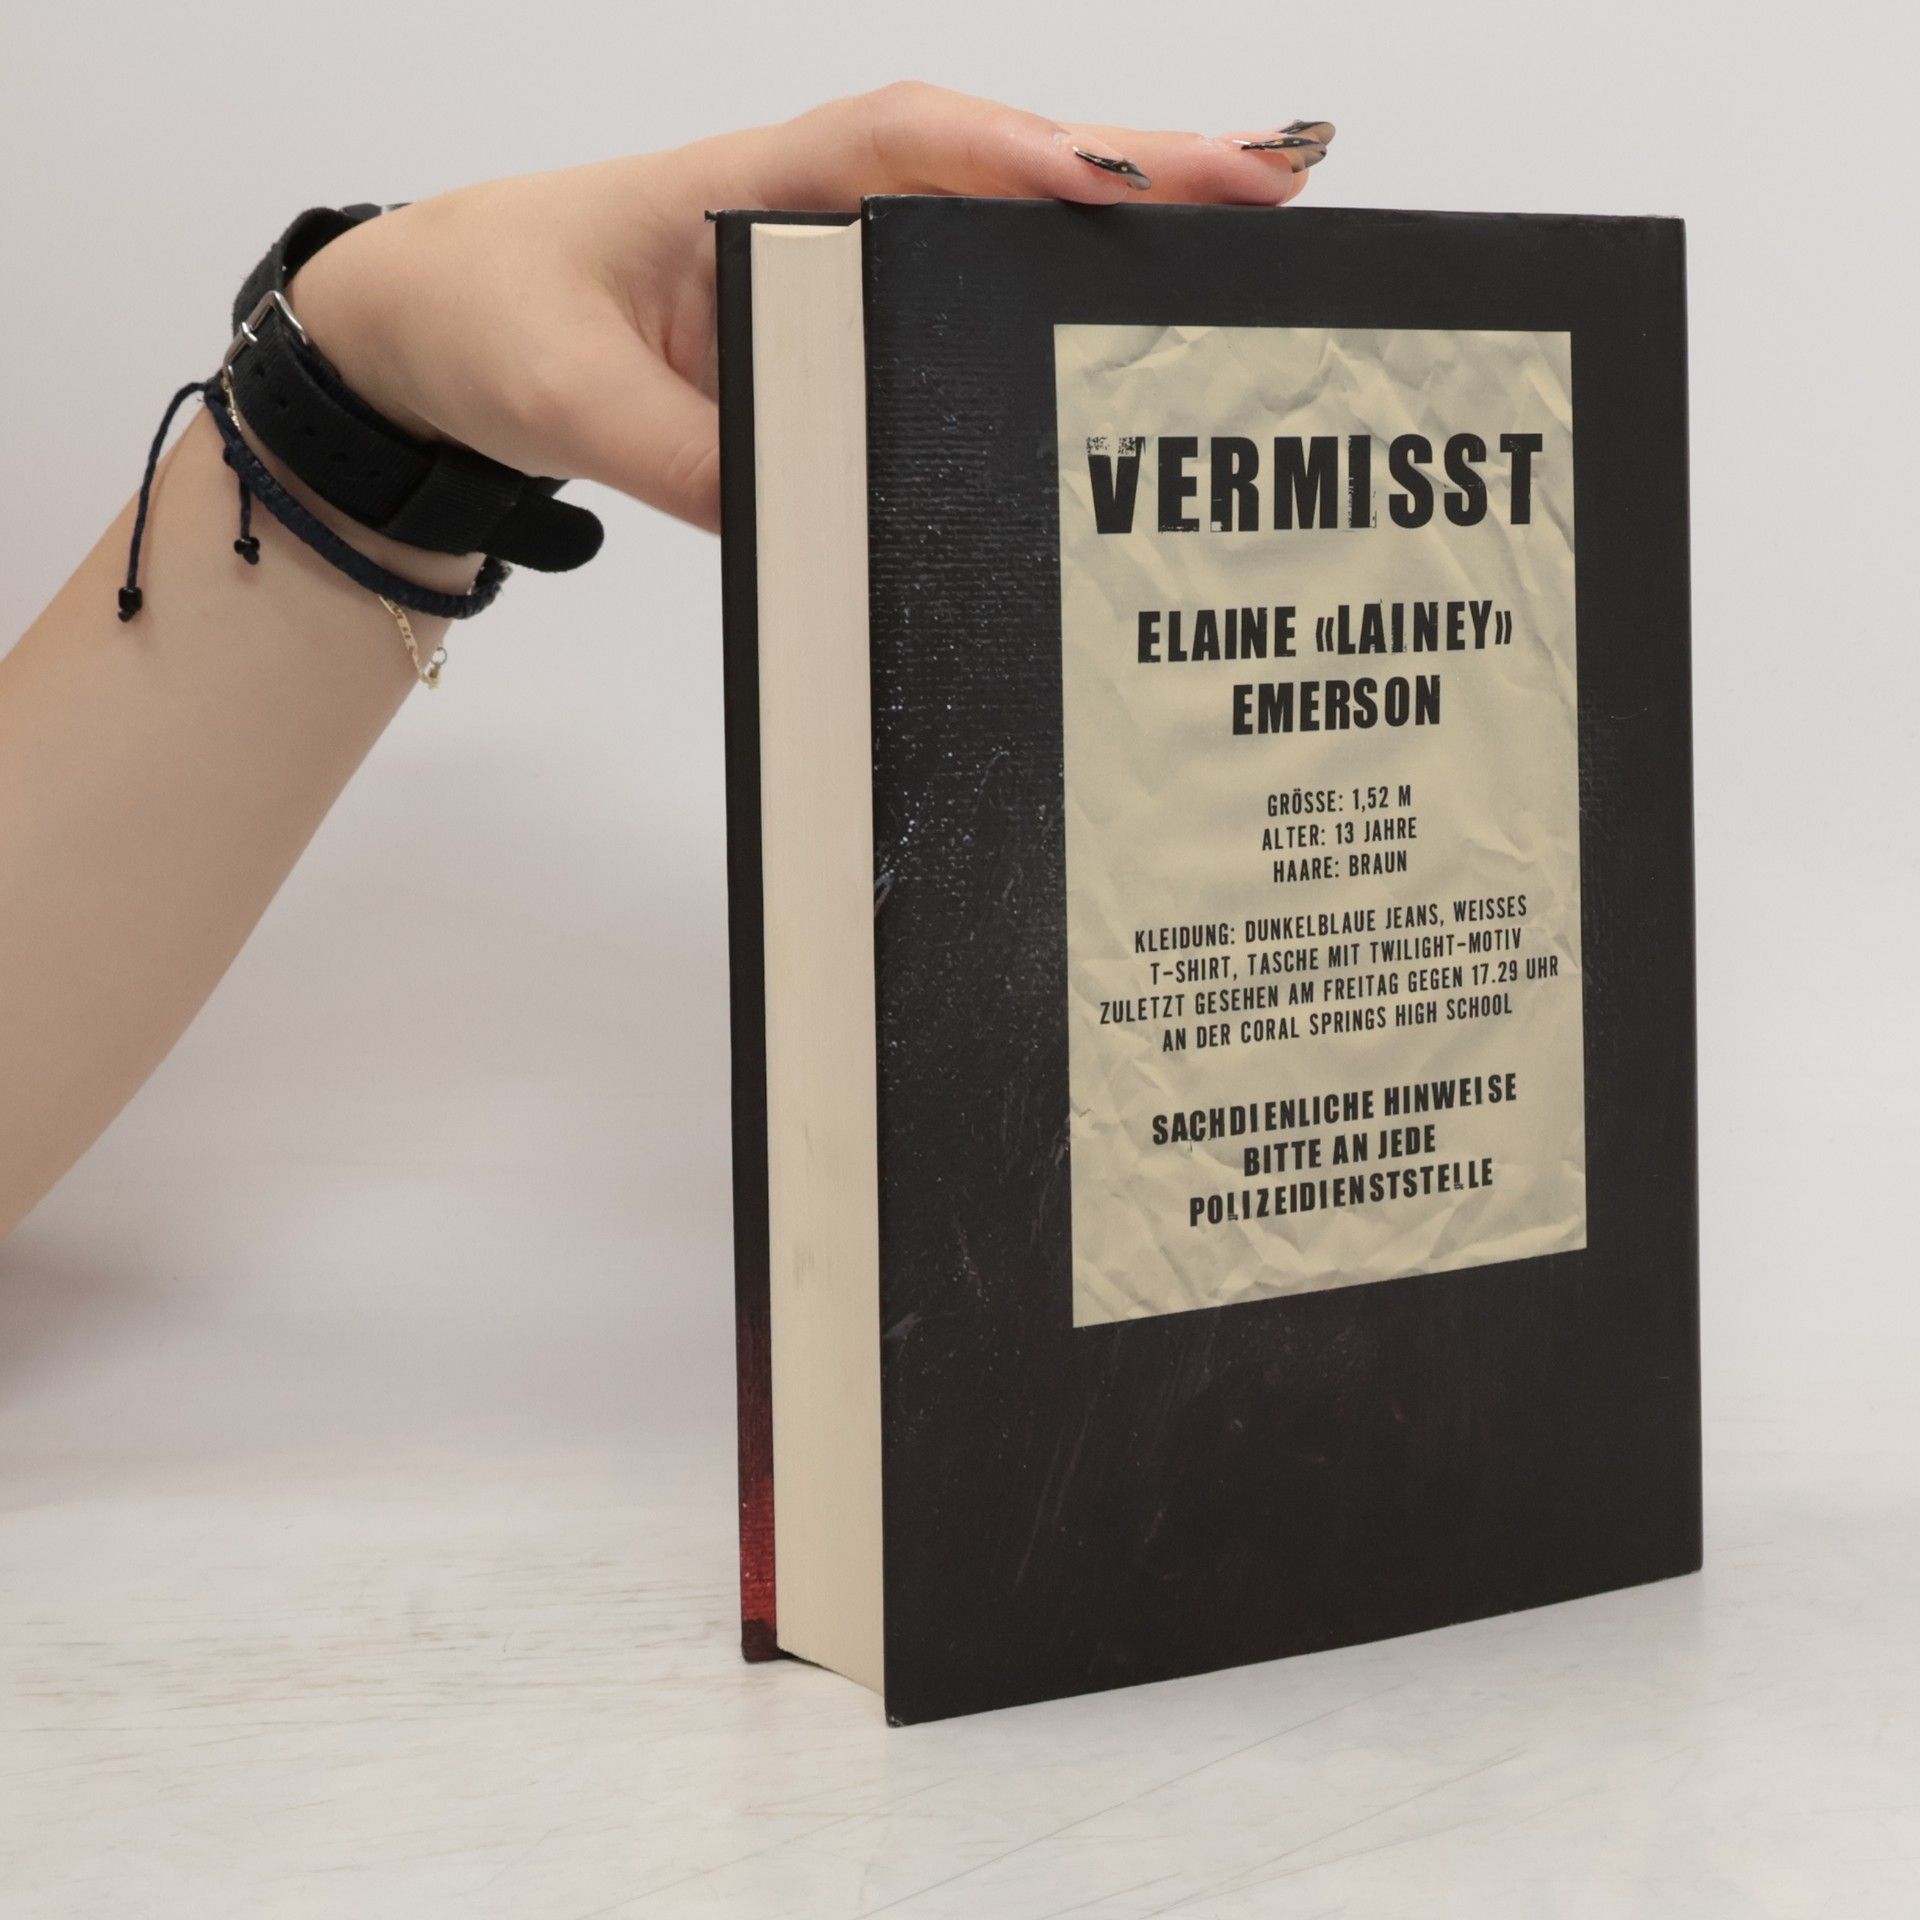 VERMISST
ELAINE «LAINEY»
EMERSON
GRÖSSE: 1,52 M
ALTER: 13 JAHRE
HAARE: BRAUN
KLEIDUNG: DUNKELBLAUE JEANS, WEISSES
T-SHIRT, TASCHE MIT TWILIGHT-MOTIV
ZULETZT GESEHEN AM FREITAG GEGEN 17.29 UHR
AN DER CORAL SPRINGS HIGH SCHOOL
SACHDIENLICHE HINWEISE
BITTE AN JEDE
POLIZEIDIENSTSTELLE